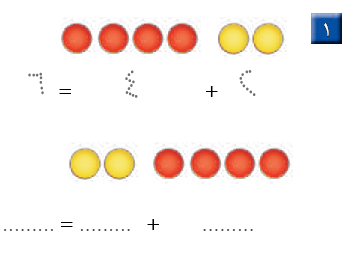 ١
٢ + ٤ = ٦
......... + ......... = .........